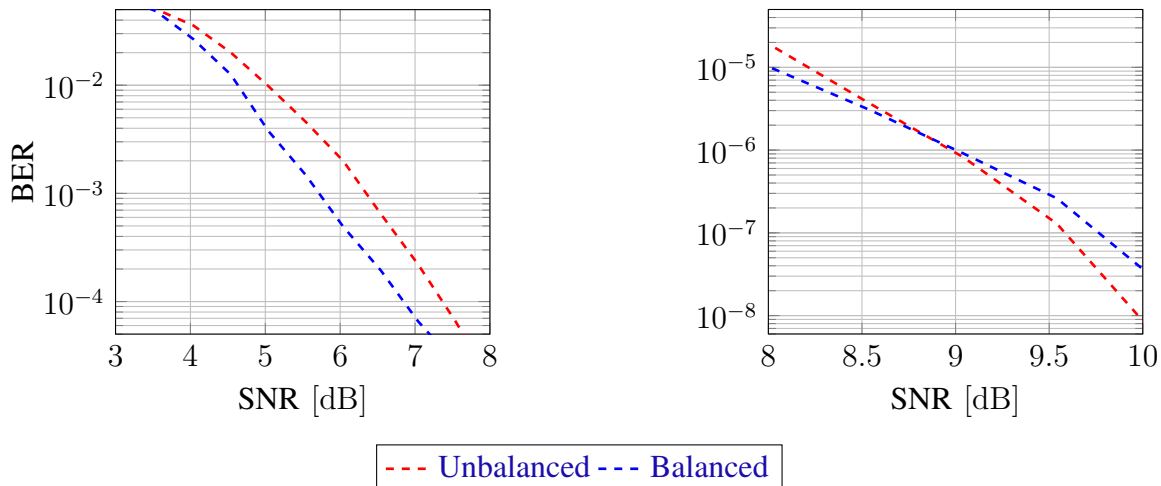 10⁻²
10⁻³
10⁻⁴
BER
3 4 5 6 7 8
SNR [dB]
10⁻⁵
10⁻⁶
10⁻⁷
10⁻⁸
8 8.5 9 9.5 10
SNR [dB]
Unbalanced Balanced